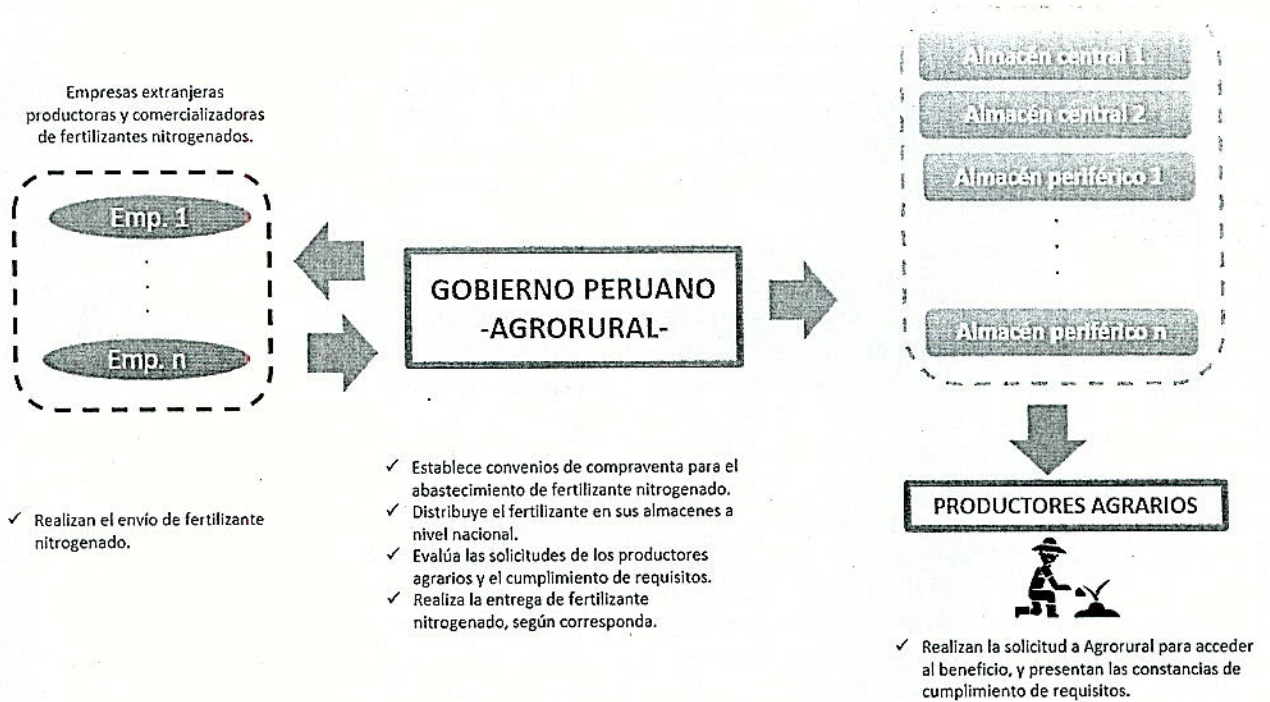 Empresas extranjeras
productoras y comercializadoras
de fertilizantes nitrogenados.
Emp. 1
Emp. n
✓ Realizan el envío de fertilizante
nitrogenado.
GOBIERNO PERUANO
-AGRORURAL-
✓ Establece convenios de compraventa para el
abastecimiento de fertilizante nitrogenado.
✓ Distribuye el fertilizante en sus almacenes a
nivel nacional.
✓ Evalúa las solicitudes de los productores
agrarios y el cumplimiento de requisitos.
✓ Realiza la entrega de fertilizante
nitrogenado, según corresponda.
Almacén central 1
Almacén central 2
Almacén periférico 1
Almacén periférico n
PRODUCTORES AGRARIOS
✓ Realizan la solicitud a Agrorural para acceder
al beneficio, y presentan las constancias de
cumplimiento de requisitos.